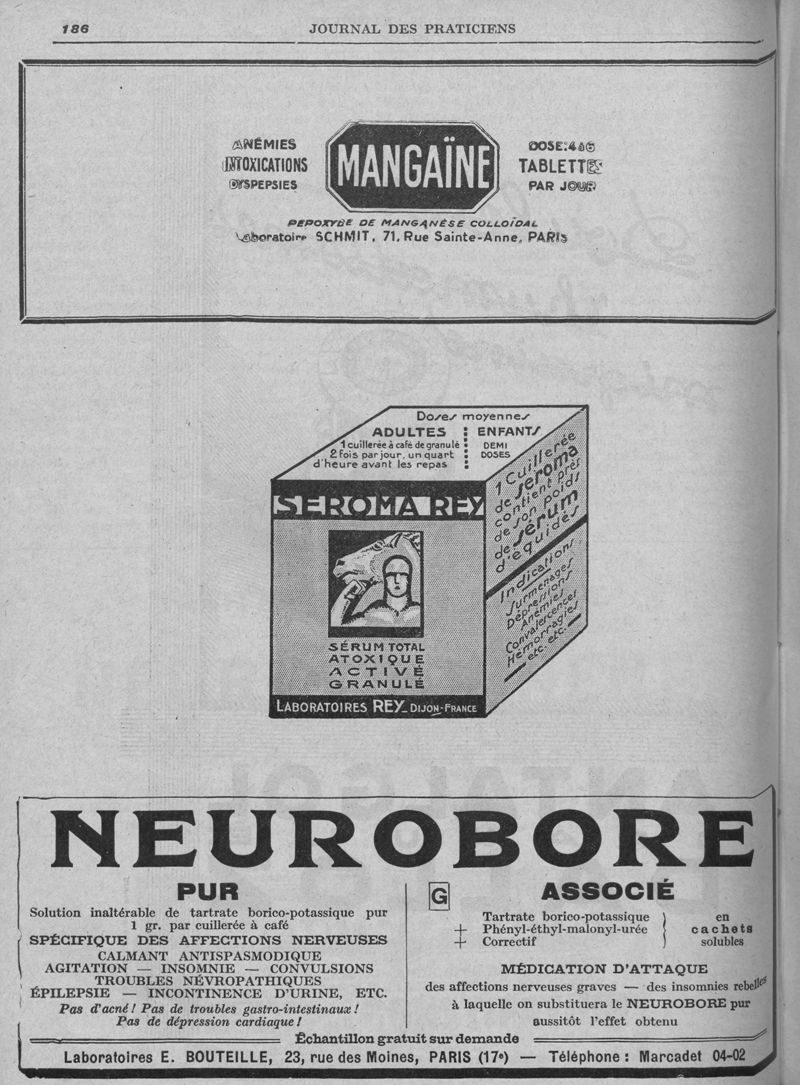 186
JOURNAL DES PRATICIENS
ANÉMIES
INTOXICATIONS
DYSPEPSIES
MANGAÏNE
DOSE: 4 à 6
TABLETTES
PAR JOUR
PEPOXYDE DE MANGANÉSE COLLOÏDAL
Laboratoire SCHMIT, 71, Rue Sainte-Anne, PARIS
Doses moyennes
ADULTES
1 cuillerée à café de granulé
2 fois par jour, un quart
d'heure avant les repas
ENFANTS
DEMI
DOSES
SEROMA REY
SÉRUM TOTAL
ATOXIQUE
ACTIVÉ
GRANULÉ
LABORATOIRES REY_DIJON-FRANCE
1 Cuillerée
de seroma
contient près
de son poids
de sérum
d'équidés
Indications,
Surmenages
Dépressions
Anémies
Convalescences
Hémorragies
etc. etc.
NEUROBORE
PUR
Solution inaltérable de tartrate borico-potassique pur
1 gr. par cuillerée à café
SPÉCIFIQUE DES AFFECTIONS NERVEUSES
CALMANT ANTISPASMODIQUE
AGITATION — INSOMNIE — CONVULSIONS
TROUBLES NÉVROPATHIQUES
ÉPILEPSIE — INCONTINENCE D'URINE, ETC.
Pas d'acné! Pas de troubles gastro-intestinaux!
Pas de dépression cardiaque!
G
ASSOCIÉ
Tartrate borico-potassique
+ Phényl-éthyl-malonyl-urée
+ Correctif
en
cachets
solubles
MÉDICATION D'ATTAQUE
des affections nerveuses graves — des insomnies rebelles
à laquelle on substituera le NEUROBORE pur
aussitôt l'effet obtenu
Échantillon gratuit sur demande
Laboratoires E. BOUTEILLE, 23, rue des Moines, PARIS (17e) — Téléphone: Marcadet 04-02